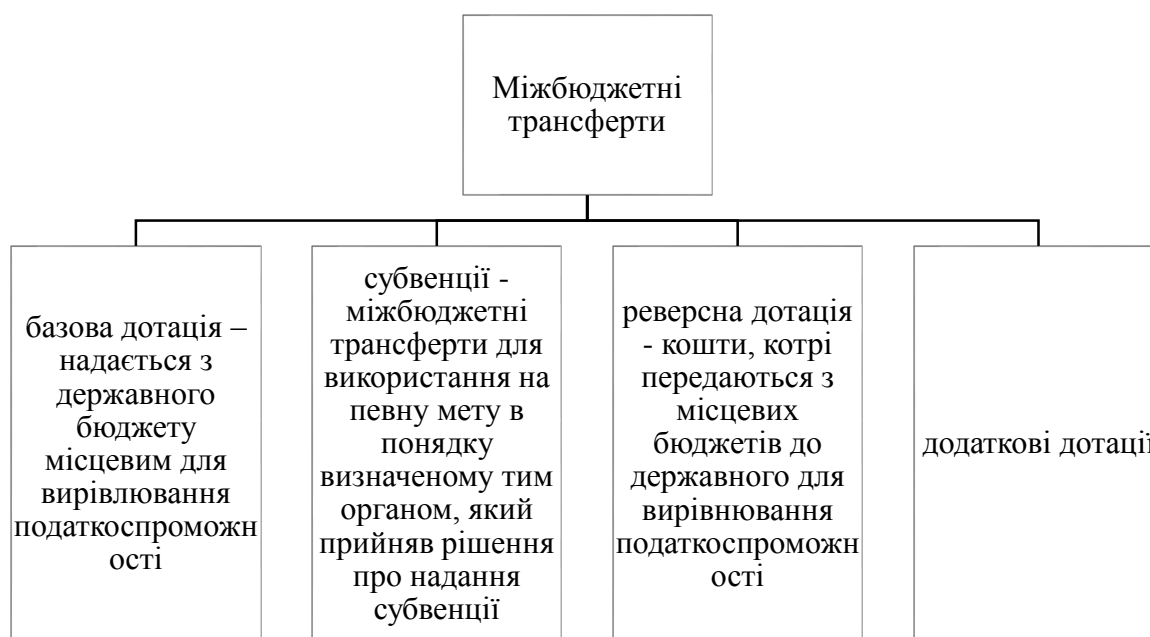 Міжбюджетні
трансферти
базова дотація –
надається з
державного
бюджету
місцевим для
вирівлювання
податкоспроможн
ості
субвенції -
міжбюджетні
трансферти для
використання на
певну мету в
понядку
визначеному тим
органом, який
прийняв рішення
про надання
субвенції
реверсна дотація
- кошти, котрі
передаються з
місцевих
бюджетів до
державного для
вирівнювання
податкоспроможн
ості
додаткові дотації